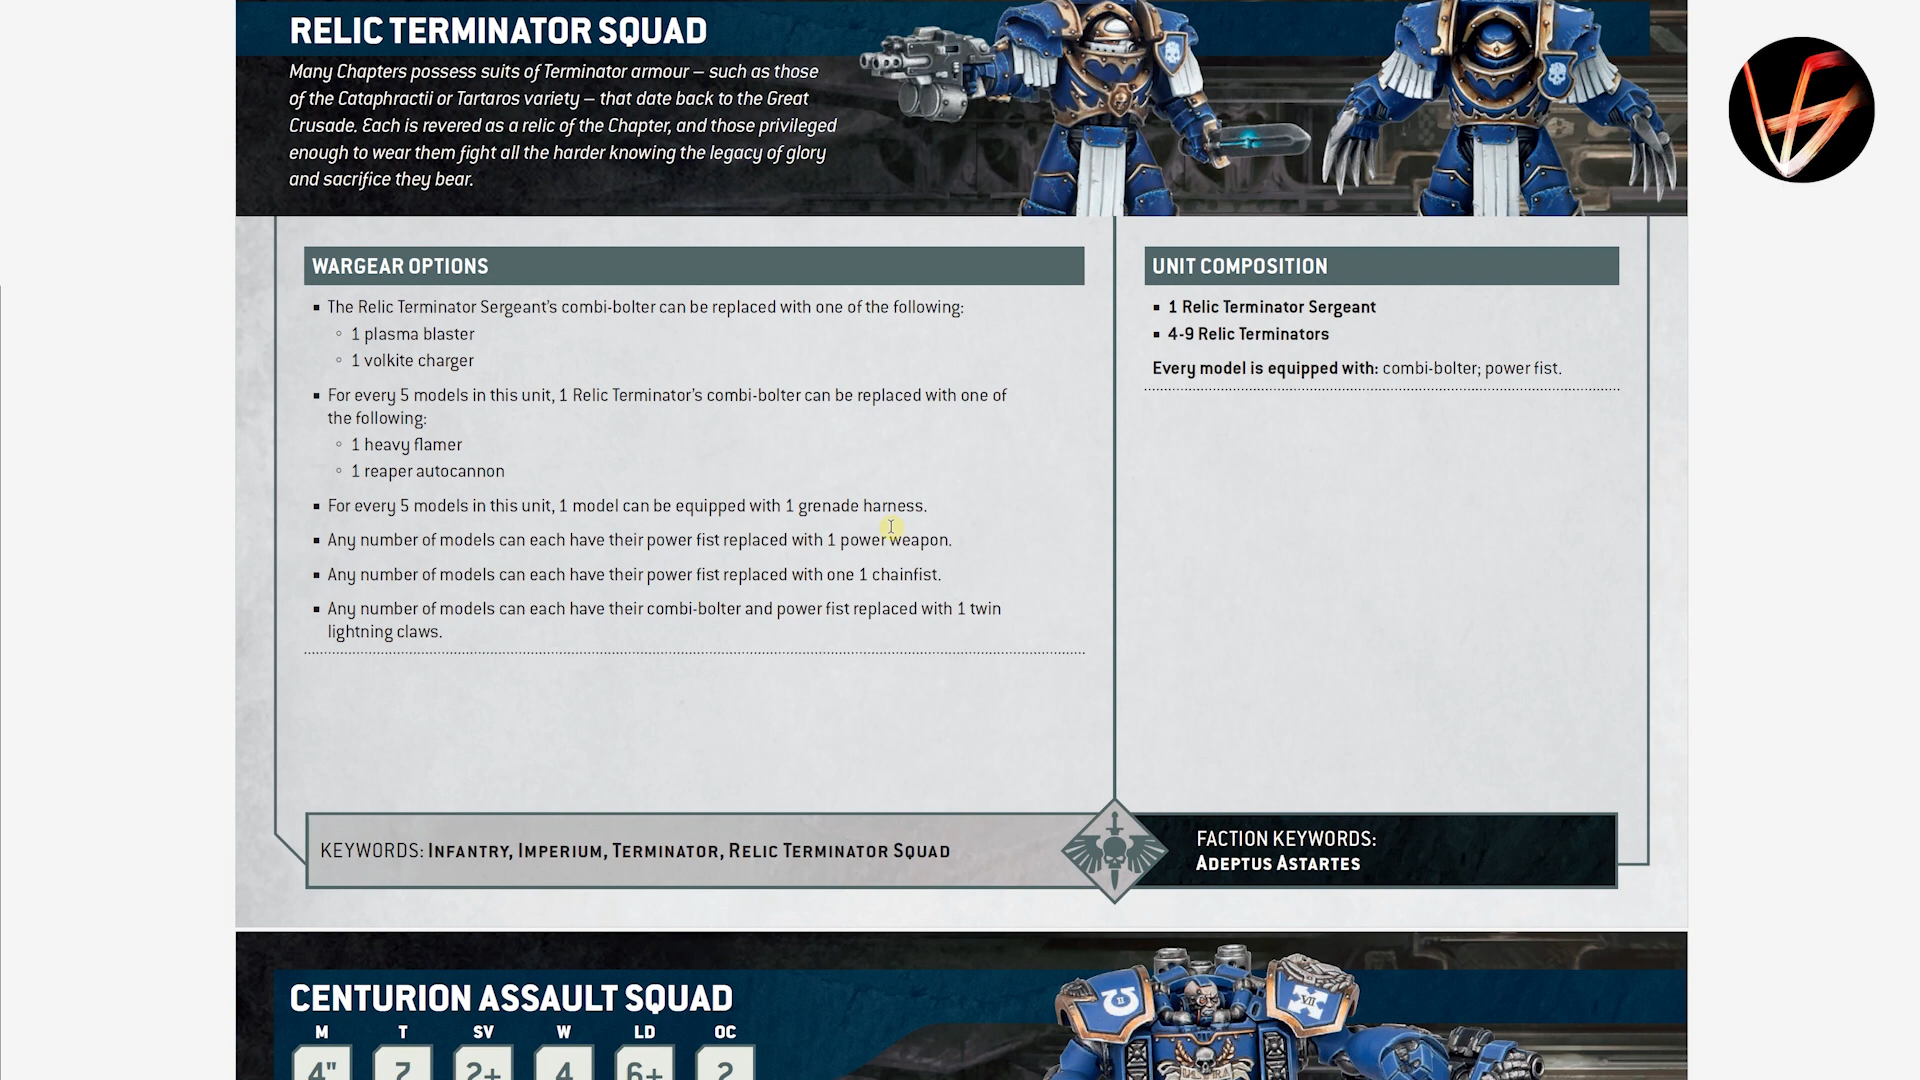 RELIC TERMINATOR SQUAD
Many Chapters possess suits of Terminator armour – such as those
of the Cataphractii or Tartaros variety – that date back to the Great
Crusade. Each is revered as a relic of the Chapter, and those privileged
enough to wear them fight all the harder knowing the legacy of glory
and sacrifice they bear.
WARGEAR OPTIONS
▪ The Relic Terminator Sergeant's combi-bolter can be replaced with one of the following:
◦ 1 plasma blaster
◦ 1 volkite charger
▪ For every 5 models in this unit, 1 Relic Terminator's combi-bolter can be replaced with one of
the following:
◦ 1 heavy flamer
◦ 1 reaper autocannon
▪ For every 5 models in this unit, 1 model can be equipped with 1 grenade harness.
▪ Any number of models can each have their power fist replaced with 1 power weapon.
▪ Any number of models can each have their power fist replaced with one 1 chainfist.
▪ Any number of models can each have their combi-bolter and power fist replaced with 1 twin
lightning claws.
UNIT COMPOSITION
▪ 1 Relic Terminator Sergeant
▪ 4-9 Relic Terminators
Every model is equipped with: combi-bolter; power fist.
KEYWORDS: INFANTRY, IMPERIUM, TERMINATOR, RELIC TERMINATOR SQUAD
FACTION KEYWORDS:
ADEPTUS ASTARTES
CENTURION ASSAULT SQUAD
M T SV W LD OC
4" 7 2+ 4 6+ 2
II
VII